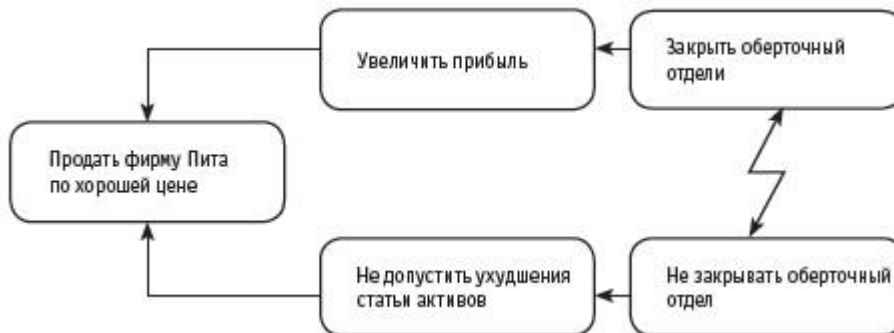 Увеличить прибыль
Закрыть оберточный
отдели
Продать фирму Пита
по хорошей цене
Не допустить ухудшения
статьи активов
Не закрывать оберточный
отдел